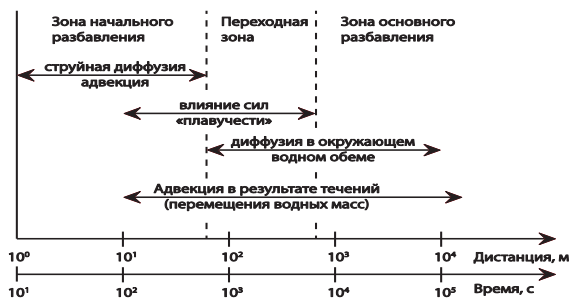 Зона начального разбавления
Переходная зона
Зона основного разбавления
струйная диффузия
адвекция
влияние сил
«плавучести»
диффузия в окружающем
водном обеме
Адвекция в результате течений
(перемещения водных масс)
10⁰ 10¹ 10² 10³ 10⁴ Дистанция, м
10¹ 10² 10³ 10⁴ 10⁵ Время, с